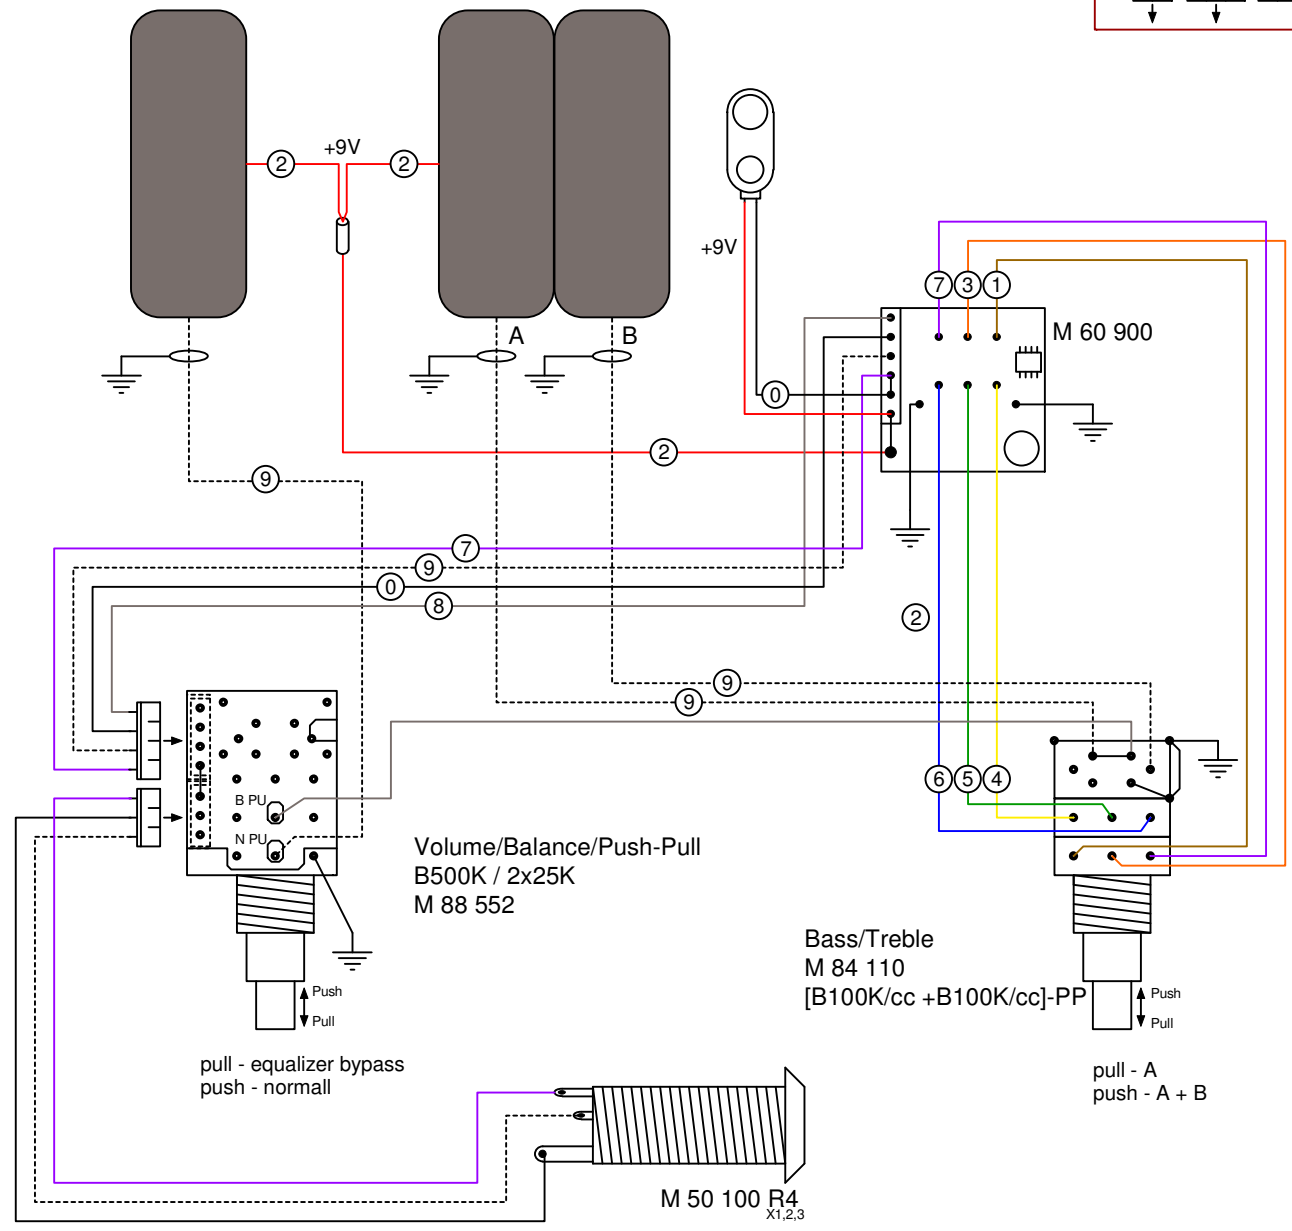 +9V
2
2
+9V
7
3
1
M 60 900
A
B
0
2
9
7
9
0
8
2
9
9
6
5
4
B PU
N PU
Volume/Balance/Push-Pull
B500K / 2x25K
M 88 552
Bass/Treble
M 84 110
[B100K/cc +B100K/cc]-PP
Push
Pull
Push
Pull
pull - equalizer bypass
push - normall
pull - A
push - A + B
M 50 100 R4
X1,2,3